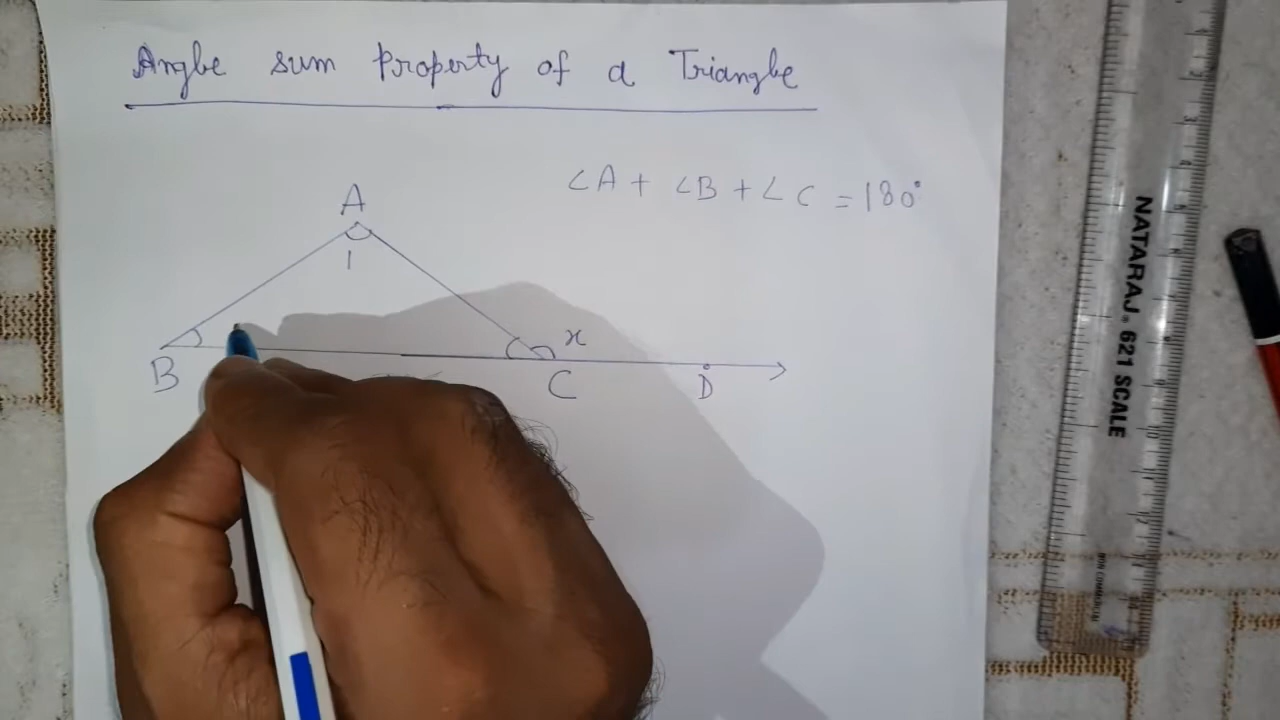 Angle sum Property of a Triangle
∠A + ∠B + ∠C = 180°
A
1
x
B
C
D
NATARAJ® 621 SCALE